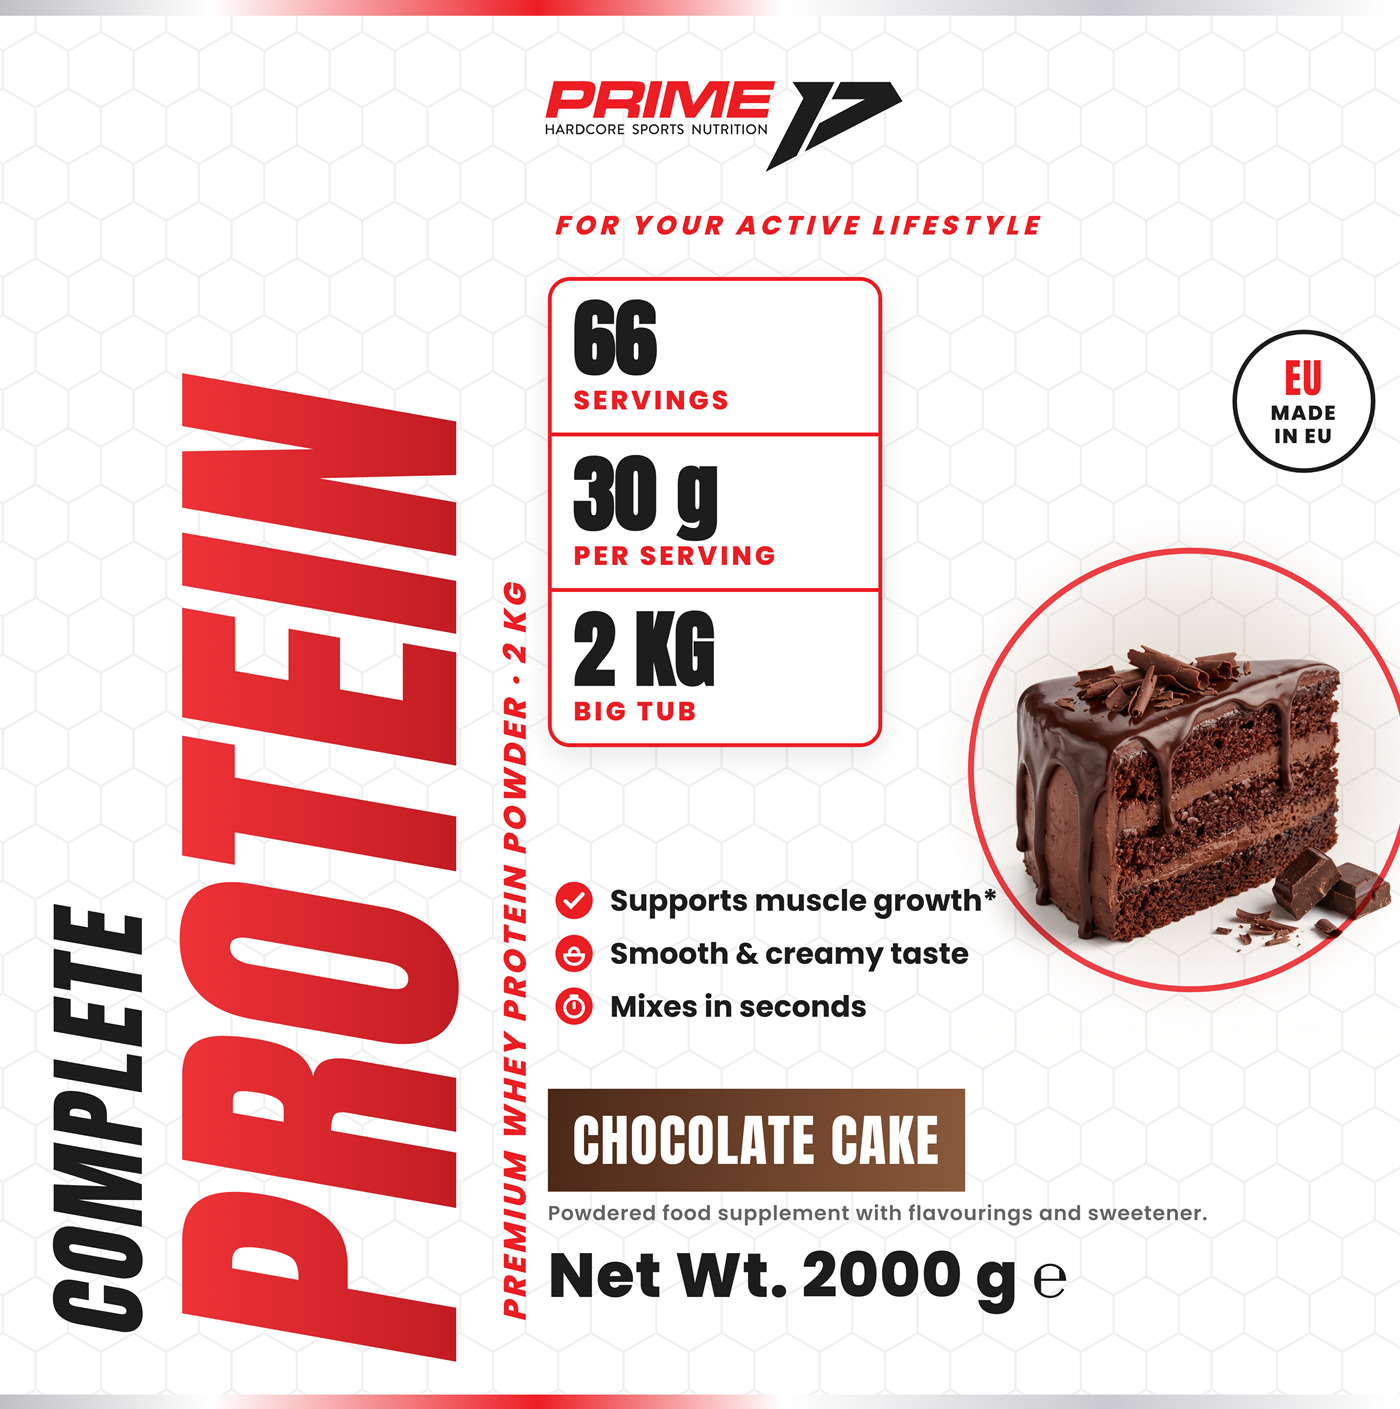 PRIME
HARDCORE SPORTS NUTRITION
FOR YOUR ACTIVE LIFESTYLE
66
SERVINGS
30 g
PER SERVING
2 KG
BIG TUB
EU
MADE
IN EU
COMPLETE
PROTEIN
PREMIUM WHEY PROTEIN POWDER • 2 KG
Supports muscle growth*
Smooth & creamy taste
Mixes in seconds
CHOCOLATE CAKE
Powdered food supplement with flavourings and sweetener.
Net Wt. 2000 g ℮